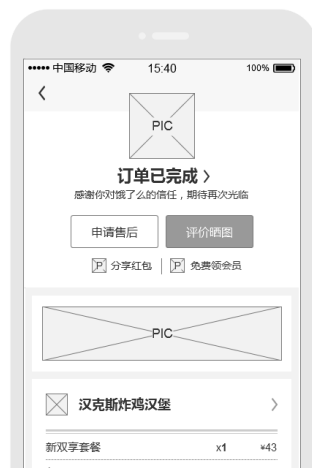 中国移动 15:40 100%
PIC
订单已完成
感谢你对饿了么的信任，期待再次光临
申请售后 评价晒图
P 分享红包 P 免费领会员
PIC
汉克斯炸鸡汉堡
新双享套餐 x1 ¥43